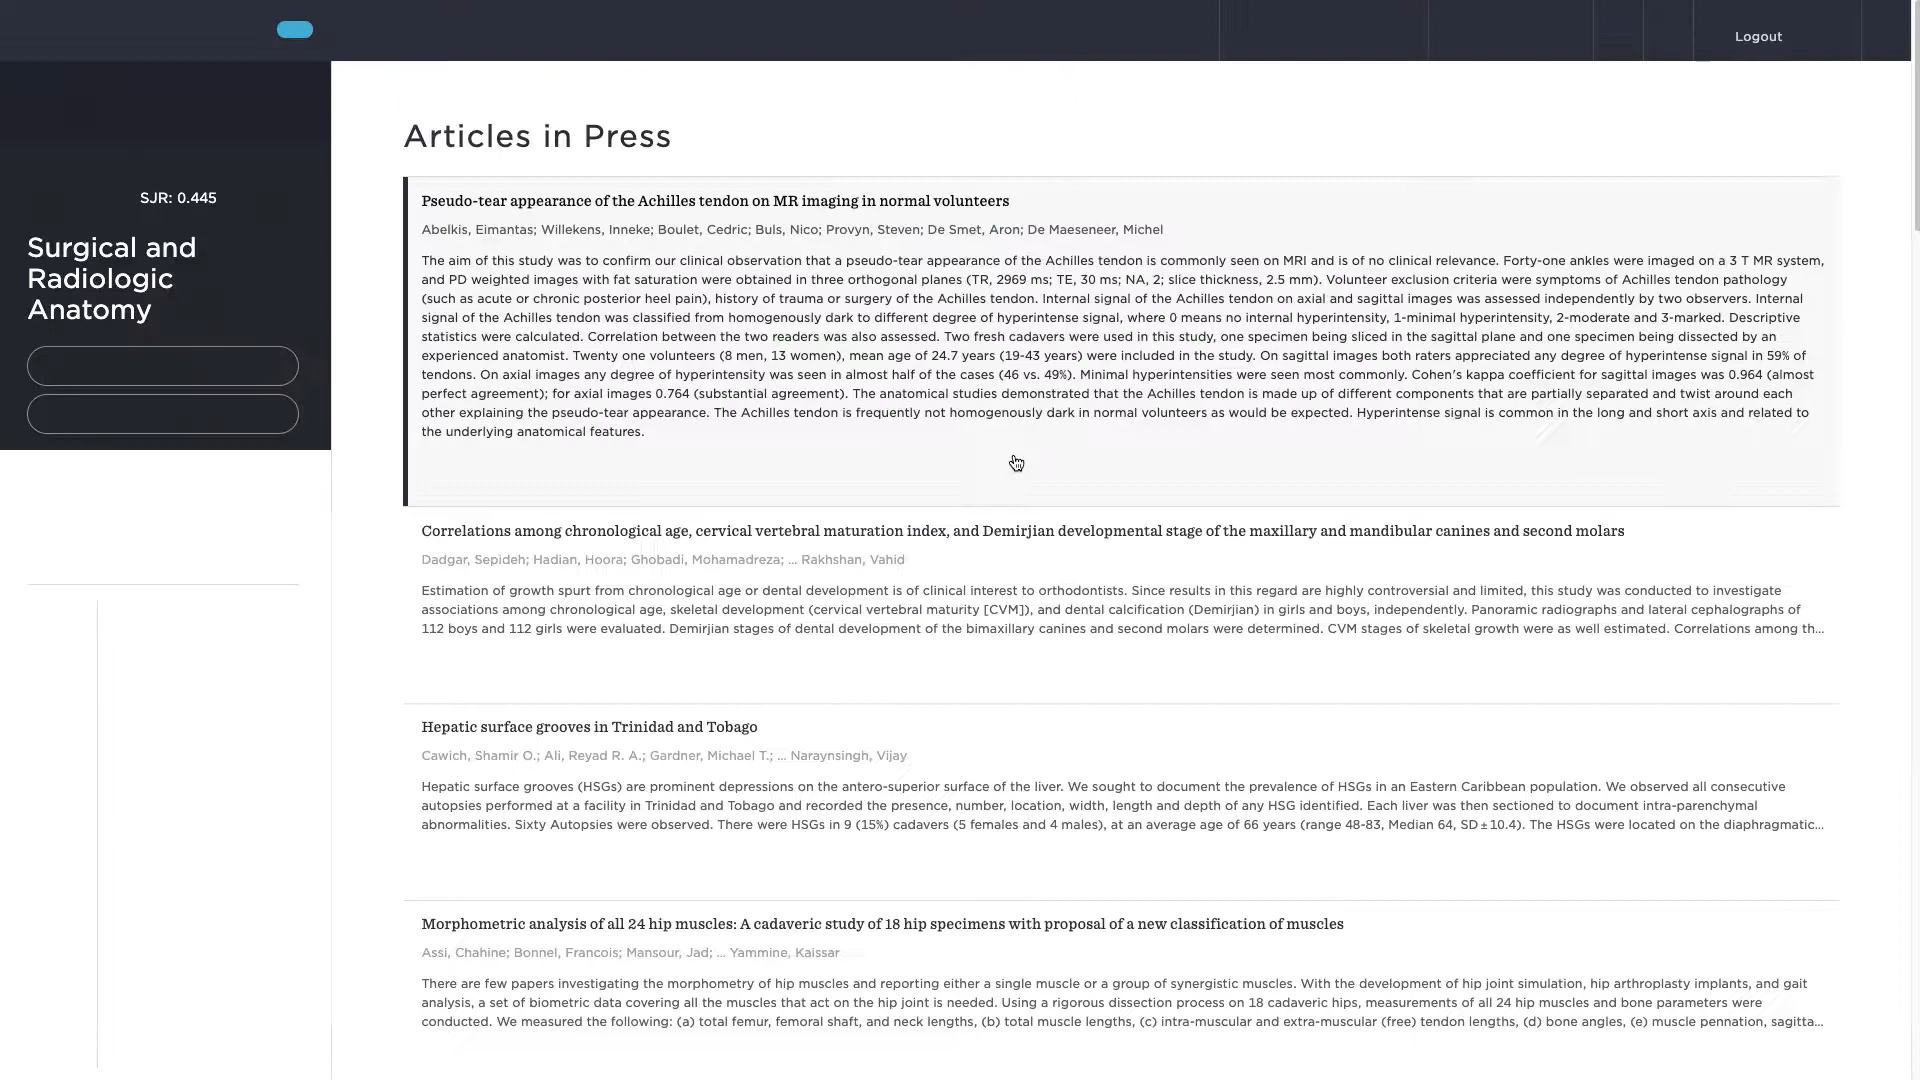 Logout
SJR: 0.445
Surgical and
Radiologic
Anatomy
Articles in Press
Pseudo-tear appearance of the Achilles tendon on MR imaging in normal volunteers
Abelkis, Eimantas; Willekens, Inneke; Boulet, Cedric; Buls, Nico; Provyn, Steven; De Smet, Aron; De Maeseneer, Michel
The aim of this study was to confirm our clinical observation that a pseudo-tear appearance of the Achilles tendon is commonly seen on MRI and is of no clinical relevance. Forty-one ankles were imaged on a 3 T MR system,
and PD weighted images with fat saturation were obtained in three orthogonal planes (TR, 2969 ms; TE, 30 ms; NA, 2; slice thickness, 2.5 mm). Volunteer exclusion criteria were symptoms of Achilles tendon pathology
(such as acute or chronic posterior heel pain), history of trauma or surgery of the Achilles tendon. Internal signal of the Achilles tendon on axial and sagittal images was assessed independently by two observers. Internal
signal of the Achilles tendon was classified from homogenously dark to different degree of hyperintense signal, where 0 means no internal hyperintensity, 1-minimal hyperintensity, 2-moderate and 3-marked. Descriptive
statistics were calculated. Correlation between the two readers was also assessed. Two fresh cadavers were used in this study, one specimen being sliced in the sagittal plane and one specimen being dissected by an
experienced anatomist. Twenty one volunteers (8 men, 13 women), mean age of 24.7 years (19-43 years) were included in the study. On sagittal images both raters appreciated any degree of hyperintense signal in 59% of
tendons. On axial images any degree of hyperintensity was seen in almost half of the cases (46 vs. 49%). Minimal hyperintensities were seen most commonly. Cohen's kappa coefficient for sagittal images was 0.964 (almost
perfect agreement); for axial images 0.764 (substantial agreement). The anatomical studies demonstrated that the Achilles tendon is made up of different components that are partially separated and twist around each
other explaining the pseudo-tear appearance. The Achilles tendon is frequently not homogenously dark in normal volunteers as would be expected. Hyperintense signal is common in the long and short axis and related to
the underlying anatomical features.
Correlations among chronological age, cervical vertebral maturation index, and Demirjian developmental stage of the maxillary and mandibular canines and second molars
Dadgar, Sepideh; Hadian, Hoora; Ghobadi, Mohamadreza; ... Rakhshan, Vahid
Estimation of growth spurt from chronological age or dental development is of clinical interest to orthodontists. Since results in this regard are highly controversial and limited, this study was conducted to investigate
associations among chronological age, skeletal development (cervical vertebral maturity [CVM]), and dental calcification (Demirjian) in girls and boys, independently. Panoramic radiographs and lateral cephalographs of
112 boys and 112 girls were evaluated. Demirjian stages of dental development of the bimaxillary canines and second molars were determined. CVM stages of skeletal growth were as well estimated. Correlations among th...
Hepatic surface grooves in Trinidad and Tobago
Cawich, Shamir O.; Ali, Reyad R. A.; Gardner, Michael T.; ... Naraynsingh, Vijay
Hepatic surface grooves (HSGs) are prominent depressions on the antero-superior surface of the liver. We sought to document the prevalence of HSGs in an Eastern Caribbean population. We observed all consecutive
autopsies performed at a facility in Trinidad and Tobago and recorded the presence, number, location, width, length and depth of any HSG identified. Each liver was then sectioned to document intra-parenchymal
abnormalities. Sixty Autopsies were observed. There were HSGs in 9 (15%) cadavers (5 females and 4 males), at an average age of 66 years (range 48-83, Median 64, SD ± 10.4). The HSGs were located on the diaphragmatic...
Morphometric analysis of all 24 hip muscles: A cadaveric study of 18 hip specimens with proposal of a new classification of muscles
Assi, Chahine; Bonnel, Francois; Mansour, Jad; ... Yammine, Kaissar
There are few papers investigating the morphometry of hip muscles and reporting either a single muscle or a group of synergistic muscles. With the development of hip joint simulation, hip arthroplasty implants, and gait
analysis, a set of biometric data covering all the muscles that act on the hip joint is needed. Using a rigorous dissection process on 18 cadaveric hips, measurements of all 24 hip muscles and bone parameters were
conducted. We measured the following: (a) total femur, femoral shaft, and neck lengths, (b) total muscle lengths, (c) intra-muscular and extra-muscular (free) tendon lengths, (d) bone angles, (e) muscle pennation, sagitta...